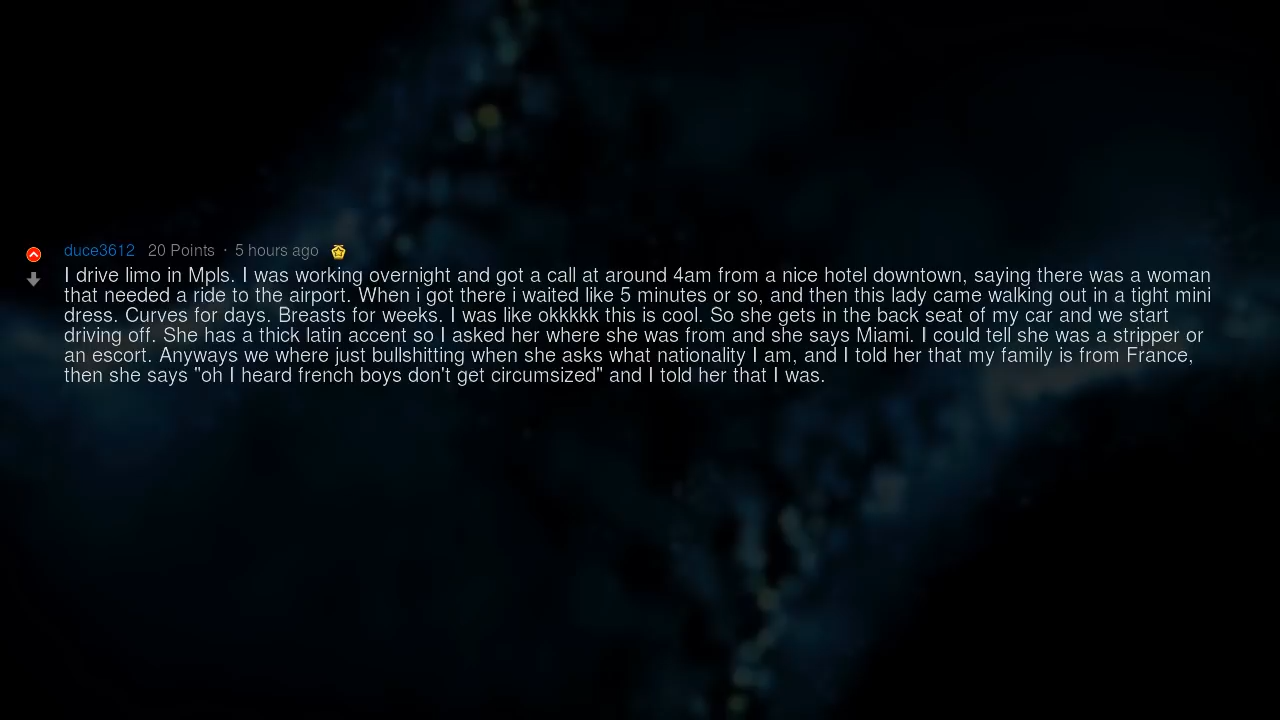 duce3612 20 Points · 5 hours ago
I drive limo in Mpls. I was working overnight and got a call at around 4am from a nice hotel downtown, saying there was a woman
that needed a ride to the airport. When i got there i waited like 5 minutes or so, and then this lady came walking out in a tight mini
dress. Curves for days. Breasts for weeks. I was like okkkkk this is cool. So she gets in the back seat of my car and we start
driving off. She has a thick latin accent so I asked her where she was from and she says Miami. I could tell she was a stripper or
an escort. Anyways we where just bullshitting when she asks what nationality I am, and I told her that my family is from France,
then she says "oh I heard french boys don't get circumsized" and I told her that I was.